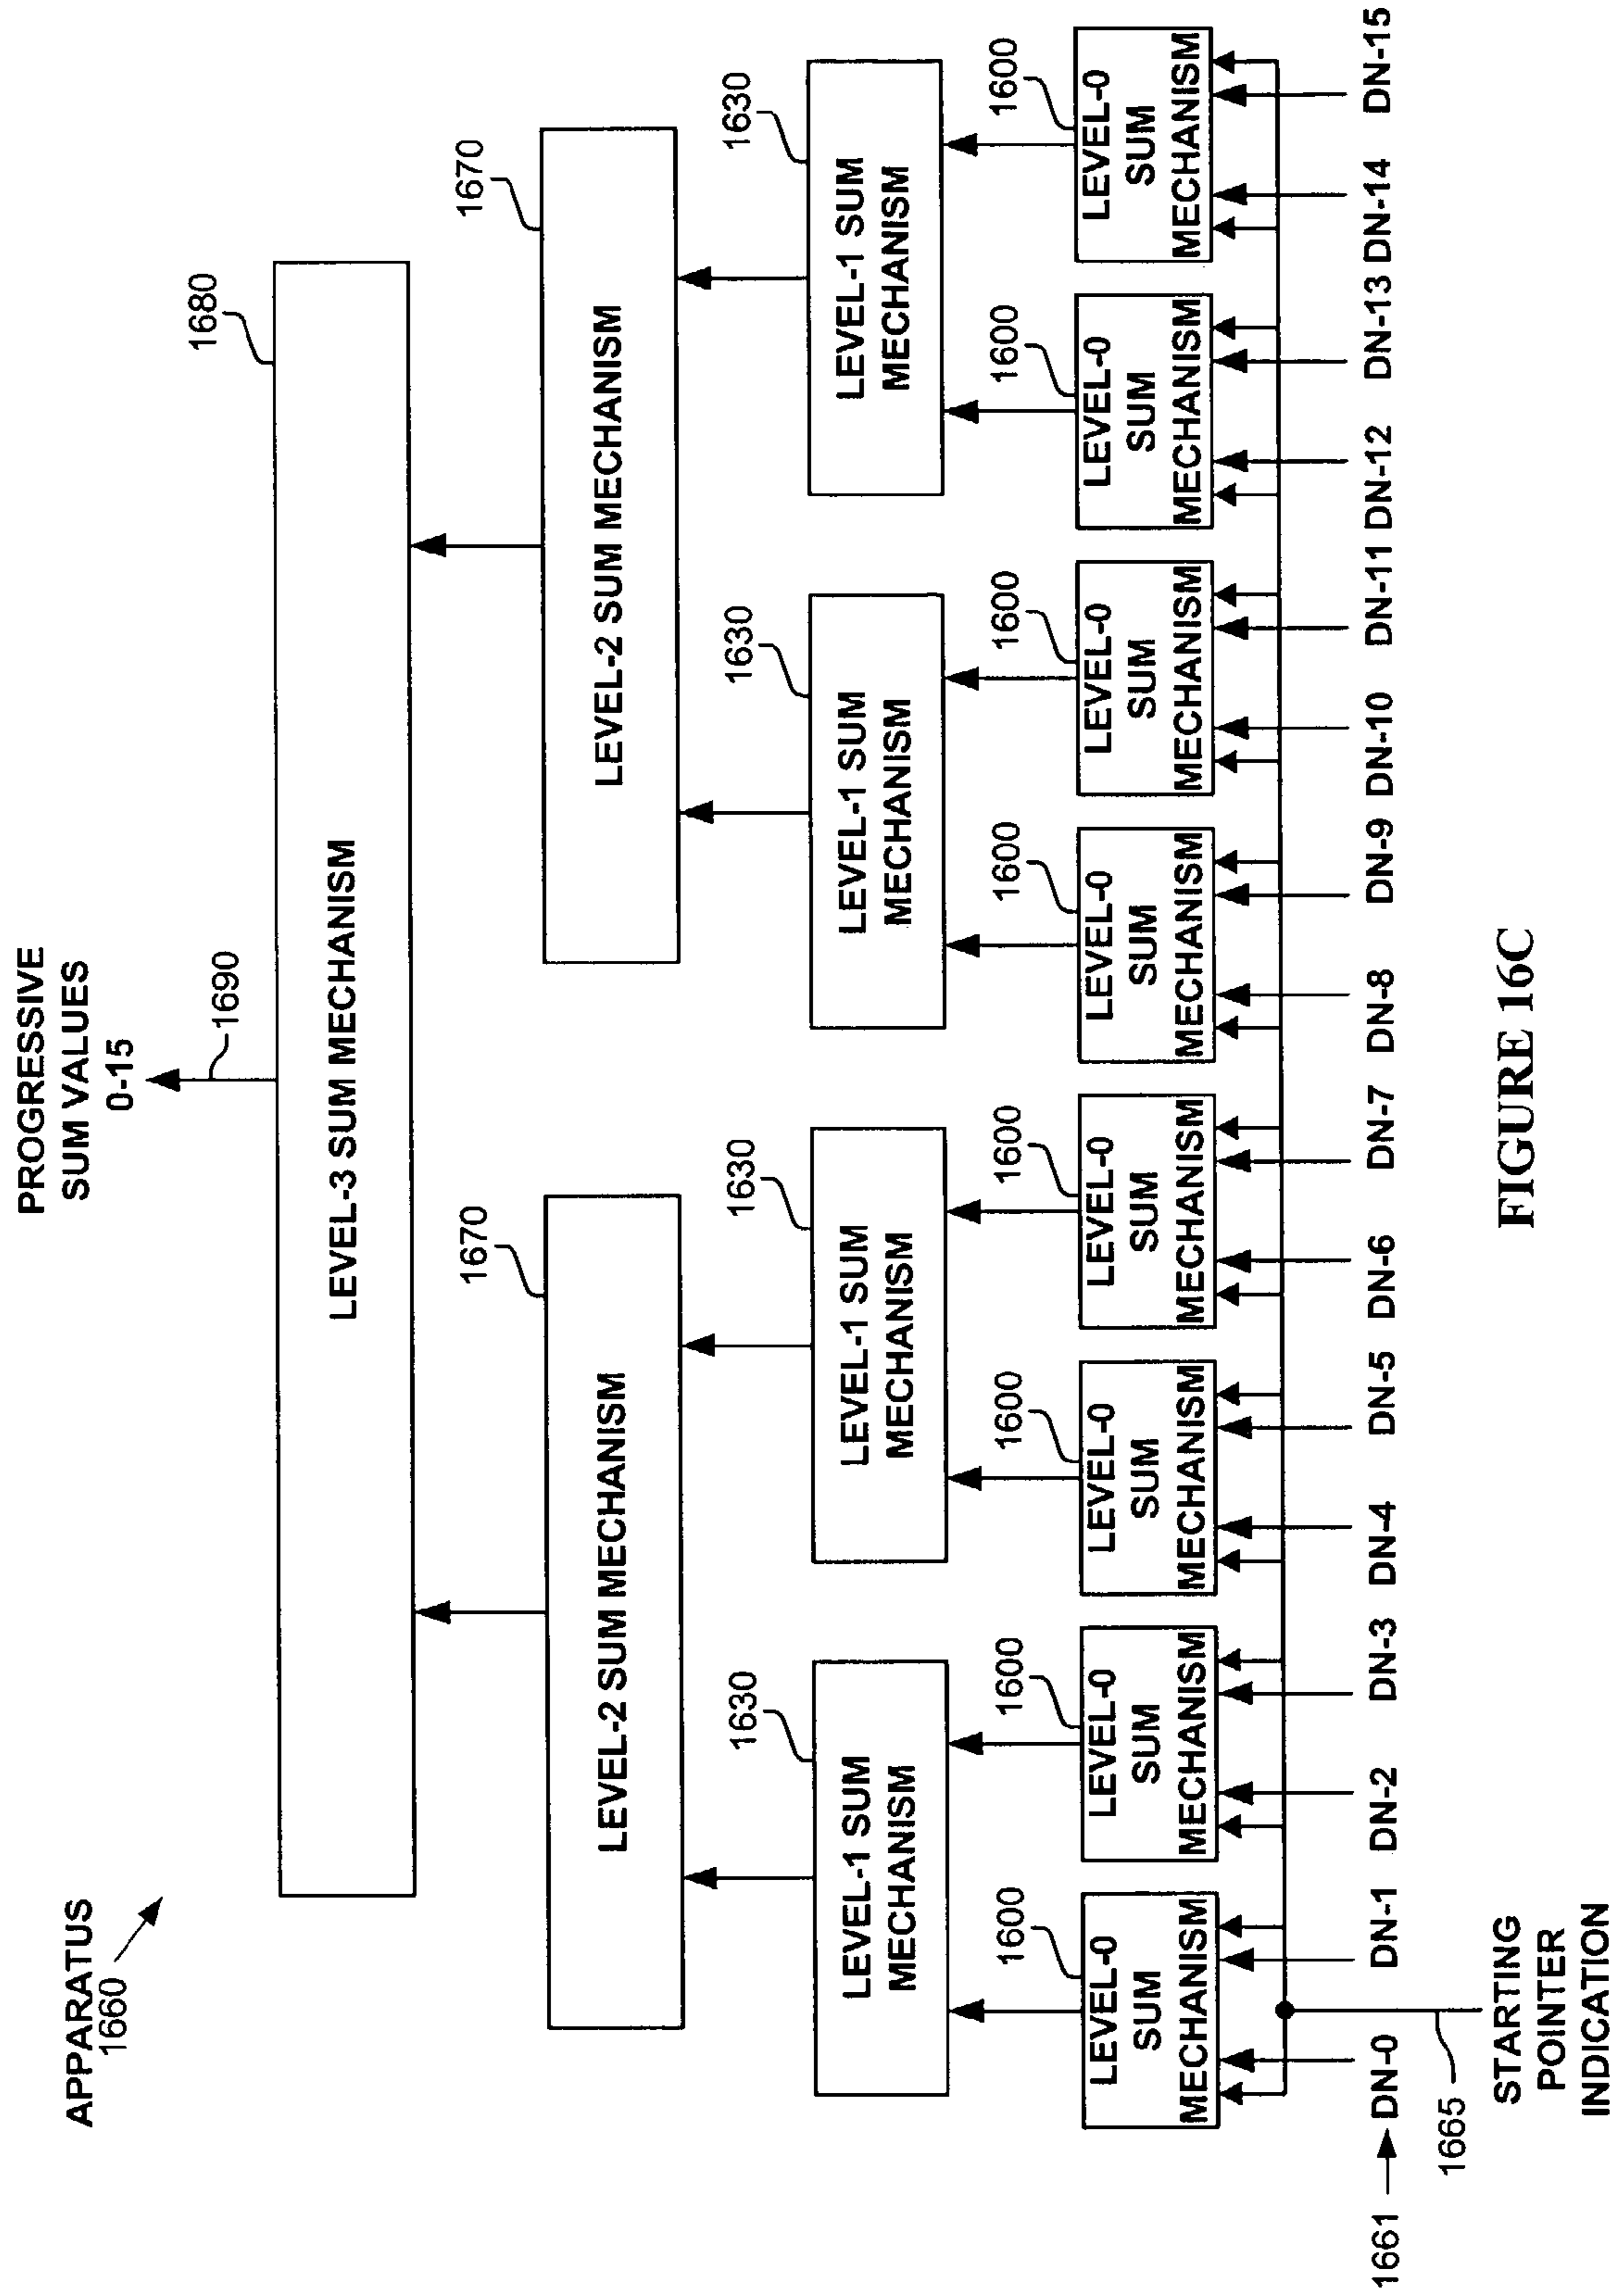 PROGRESSIVE
SUM VALUES
0-15
1690
APPARATUS
1660
1680
LEVEL-3 SUM MECHANISM
1670
1670
LEVEL-2 SUM MECHANISM
LEVEL-2 SUM MECHANISM
1630
1630
1630
1630
LEVEL-1 SUM
MECHANISM
LEVEL-1 SUM
MECHANISM
LEVEL-1 SUM
MECHANISM
LEVEL-1 SUM
MECHANISM
1600
1600
1600
1600
1600
1600
1600
1600
LEVEL-0
SUM
MECHANISM
LEVEL-0
SUM
MECHANISM
LEVEL-0
SUM
MECHANISM
LEVEL-0
SUM
MECHANISM
LEVEL-0
SUM
MECHANISM
LEVEL-0
SUM
MECHANISM
LEVEL-0
SUM
MECHANISM
LEVEL-0
SUM
MECHANISM
1661 DN-0 DN-1 DN-2 DN-3 DN-4 DN-5 DN-6 DN-7 DN-8 DN-9 DN-10 DN-11 DN-12 DN-13 DN-14 DN-15
1665
STARTING
POINTER
INDICATION
FIGURE 16C